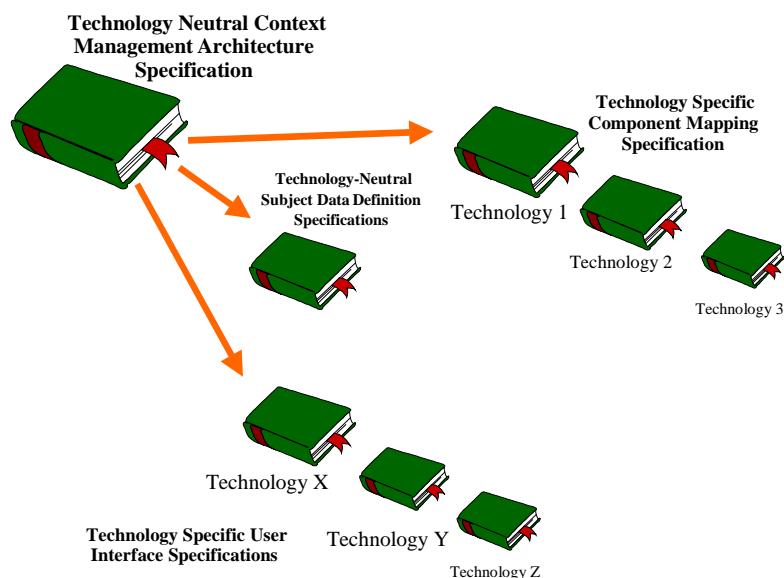 Technology Neutral Context
Management Architecture
Specification
Technology Specific
Component Mapping
Specification
Technology 1
Technology 2
Technology 3
Technology-Neutral
Subject Data Definition
Specifications
Technology X
Technology Y
Technology Z
Technology Specific User
Interface Specifications